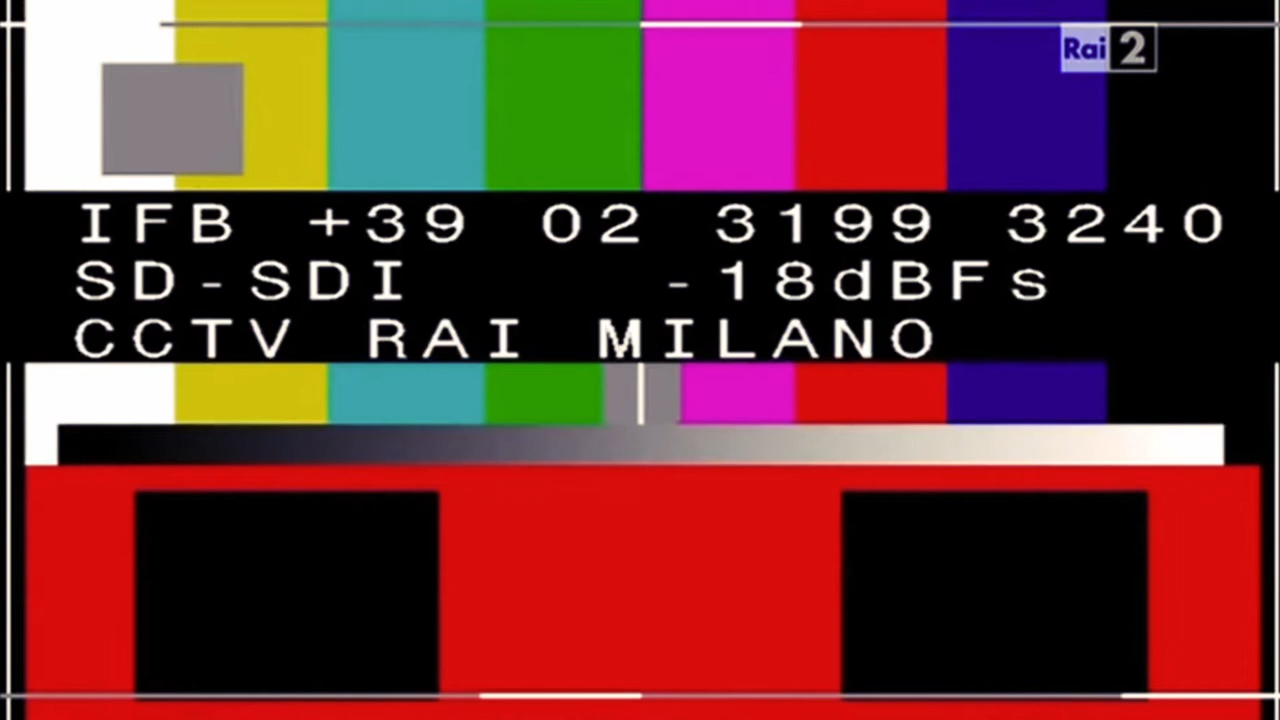 Rai 2
IFB +39 02 3199 3240
SD-SDI -18dBFs
CCTV RAI MILANO